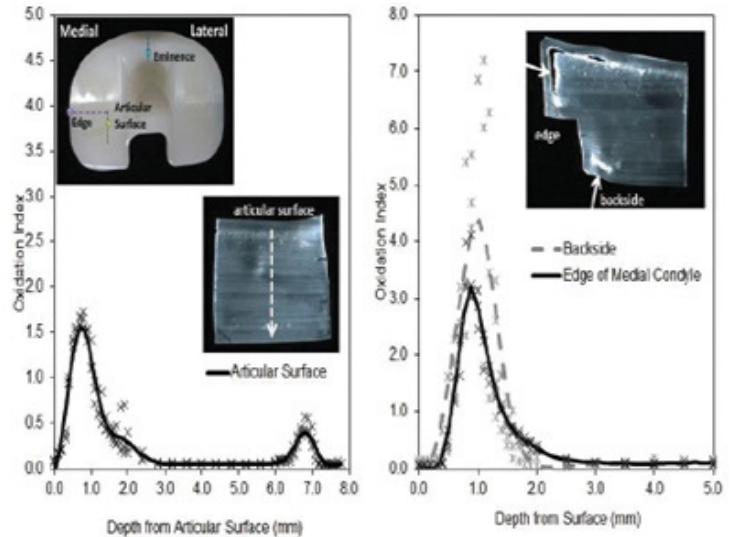 5.0
4.5
4.0
3.5
3.0
2.5
2.0
1.5
1.0
0.5
0.0
Oxidation Index
Medial
Lateral
Eminence
Articular
Surface
Edge
articular surface
Articular Surface
0.0 1.0 2.0 3.0 4.0 5.0 6.0 7.0 8.0
Depth from Articular Surface (mm)
8.0
7.0
6.0
5.0
4.0
3.0
2.0
1.0
0.0
Oxidation Index
edge
backside
Backside
Edge of Medial Condyle
0.0 1.0 2.0 3.0 4.0 5.0
Depth from Surface (mm)